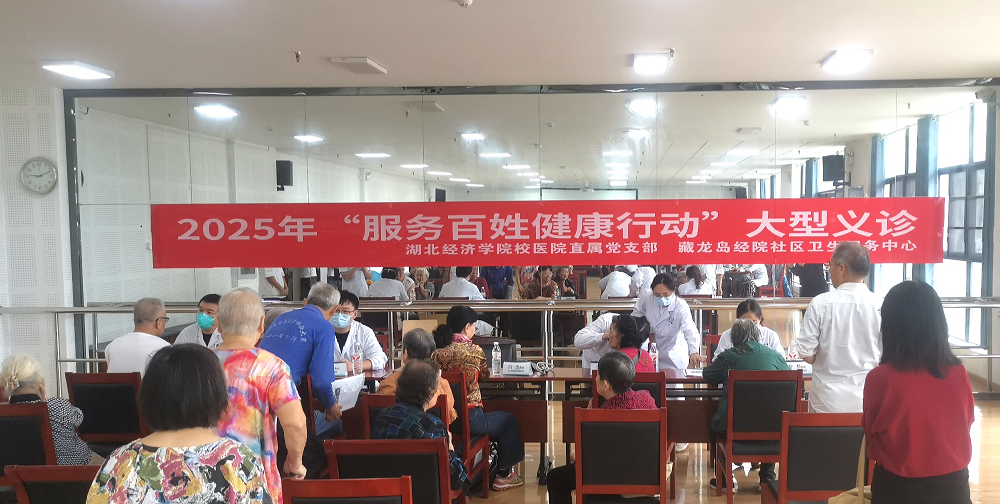 2025年 “服务百姓健康行动” 大型义诊
湖北经济学院校医院直属党支部 藏龙岛经院社区卫生服务中心